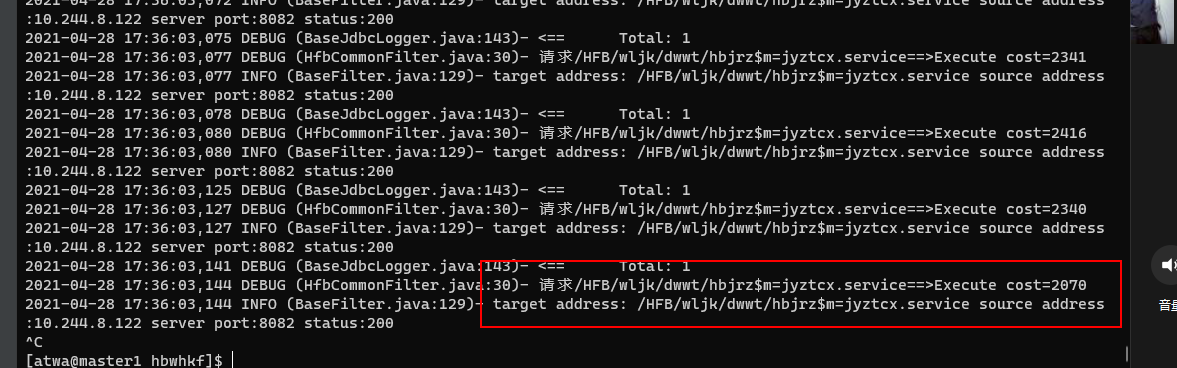 2021-04-28 17:36:03,072 INFO (BaseFilter.java:129)- target address: /HFB/wljk/dwwt/hbjrz$m=jyztcx.service source address
:10.244.8.122 server port:8082 status:200
2021-04-28 17:36:03,075 DEBUG (BaseJdbcLogger.java:143)- <==      Total: 1
2021-04-28 17:36:03,077 DEBUG (HfbCommonFilter.java:30)- 请求/HFB/wljk/dwwt/hbjrz$m=jyztcx.service==>Execute cost=2341
2021-04-28 17:36:03,077 INFO (BaseFilter.java:129)- target address: /HFB/wljk/dwwt/hbjrz$m=jyztcx.service source address
:10.244.8.122 server port:8082 status:200
2021-04-28 17:36:03,078 DEBUG (BaseJdbcLogger.java:143)- <==      Total: 1
2021-04-28 17:36:03,080 DEBUG (HfbCommonFilter.java:30)- 请求/HFB/wljk/dwwt/hbjrz$m=jyztcx.service==>Execute cost=2416
2021-04-28 17:36:03,080 INFO (BaseFilter.java:129)- target address: /HFB/wljk/dwwt/hbjrz$m=jyztcx.service source address
:10.244.8.122 server port:8082 status:200
2021-04-28 17:36:03,125 DEBUG (BaseJdbcLogger.java:143)- <==      Total: 1
2021-04-28 17:36:03,127 DEBUG (HfbCommonFilter.java:30)- 请求/HFB/wljk/dwwt/hbjrz$m=jyztcx.service==>Execute cost=2340
2021-04-28 17:36:03,127 INFO (BaseFilter.java:129)- target address: /HFB/wljk/dwwt/hbjrz$m=jyztcx.service source address
:10.244.8.122 server port:8082 status:200
2021-04-28 17:36:03,141 DEBUG (BaseJdbcLogger.java:143)- <==      Total: 1
2021-04-28 17:36:03,144 DEBUG (HfbCommonFilter.java:30)- 请求/HFB/wljk/dwwt/hbjrz$m=jyztcx.service==>Execute cost=2070
2021-04-28 17:36:03,144 INFO (BaseFilter.java:129)- target address: /HFB/wljk/dwwt/hbjrz$m=jyztcx.service source address
:10.244.8.122 server port:8082 status:200
^C
[atwa@master1 hbwhkf]$
音